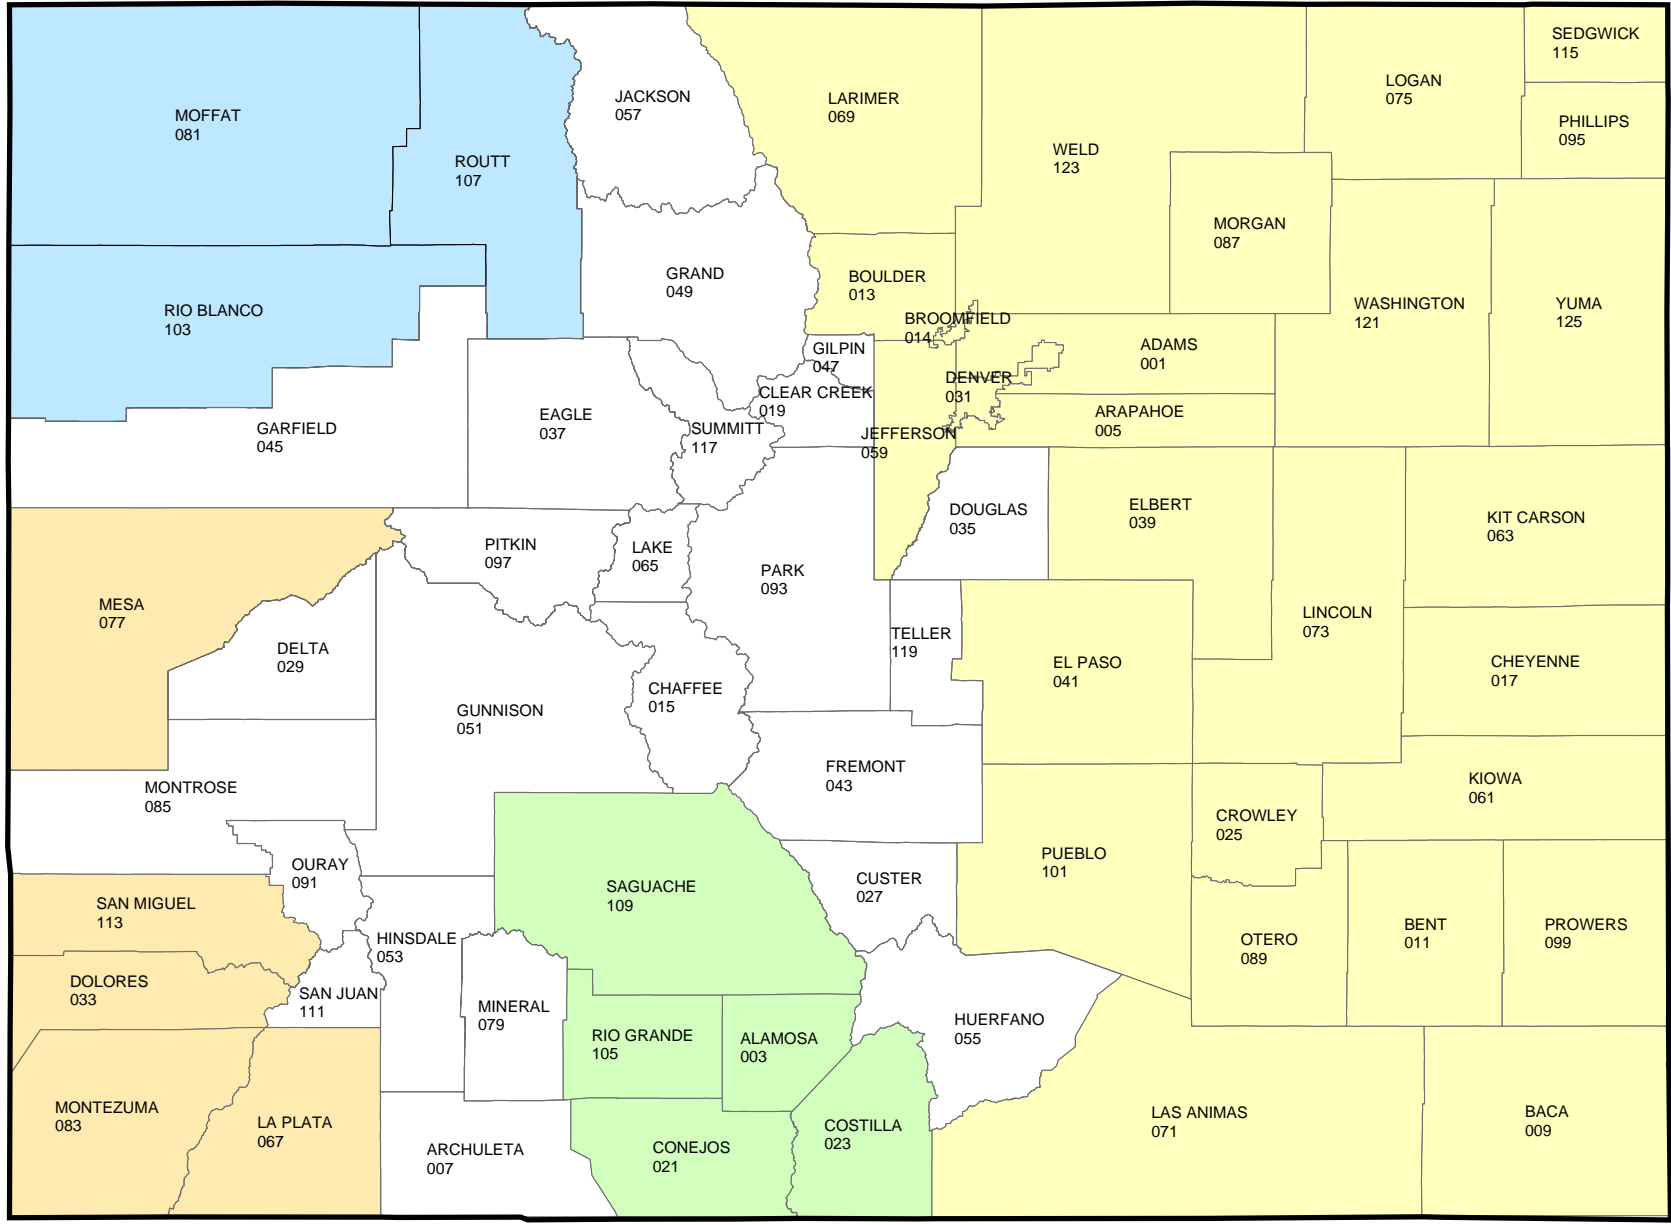 SEDGWICK
115
LOGAN
075
JACKSON
057
LARIMER
069
MOFFAT
081
PHILLIPS
095
WELD
123
ROUTT
107
MORGAN
087
GRAND
049
BOULDER
013
RIO BLANCO
103
WASHINGTON
121
YUMA
125
BROOMFIELD
014
GILPIN
047
ADAMS
001
DENVER
031
CLEAR CREEK
019
ARAPAHOE
005
EAGLE
037
GARFIELD
045
SUMMITT
117
JEFFERSON
059
DOUGLAS
035
ELBERT
039
KIT CARSON
063
PITKIN
097
LAKE
065
PARK
093
MESA
077
LINCOLN
073
TELLER
119
DELTA
029
EL PASO
041
CHEYENNE
017
CHAFFEE
015
GUNNISON
051
FREMONT
043
KIOWA
061
MONTROSE
085
CROWLEY
025
PUEBLO
101
OURAY
091
CUSTER
027
SAGUACHE
109
SAN MIGUEL
113
BENT
011
PROWERS
099
HINSDALE
053
OTERO
089
DOLORES
033
SAN JUAN
111
MINERAL
079
HUERFANO
055
RIO GRANDE
105
ALAMOSA
003
MONTEZUMA
083
LA PLATA
067
LAS ANIMAS
071
BACA
009
COSTILLA
023
ARCHULETA
007
CONEJOS
021